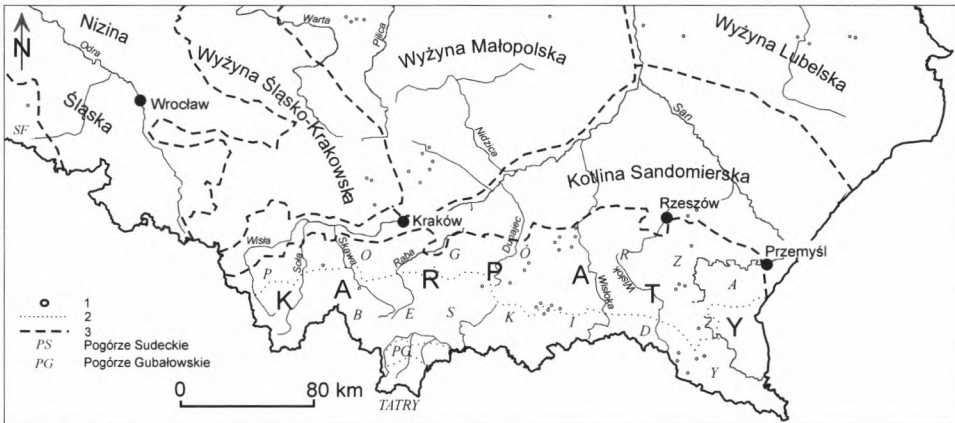 N
Nizina
Śląska
Odra
Wrocław
SF
Warta
Pilica
Wyżyna Śląsko-Krakowska
Wyżyna Małopolska
Wyżyna Lubelska
Nidzica
San
Kotlina Sandomierska
Rzeszów
Kraków
Przemyśl
Wisła
Soła
Skawa
Raba
Dunajec
Wisłoka
Wisłok
P O G Ó R Z A
K A R P A T Y
B E S K I D Y
PG
TATRY
1
2
3
PS Pogórze Sudeckie
PG Pogórze Gubałowskie
0 80 km